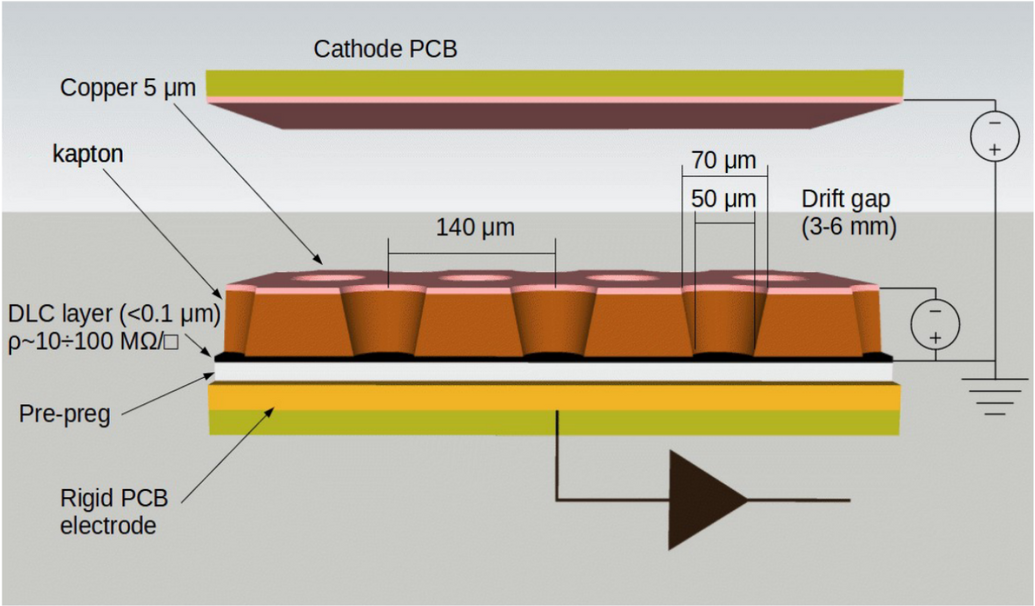 Cathode PCB
Copper 5 μm
kapton
70 μm
50 μm
Drift gap
(3-6 mm)
140 μm
DLC layer (<0.1 μm)
ρ~10÷100 MΩ/□
Pre-preg
Rigid PCB
electrode
−
+
−
+